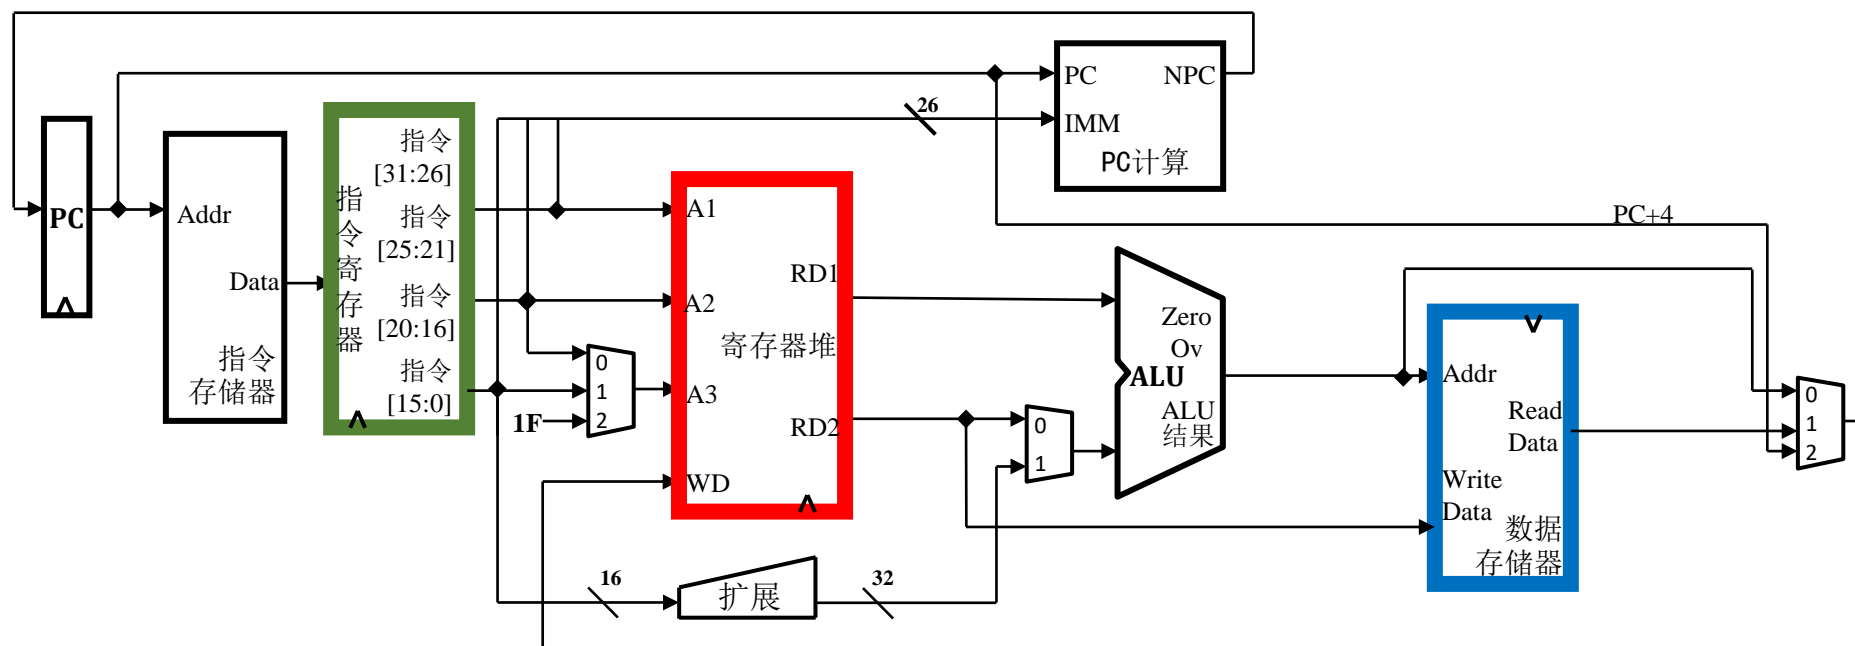 PC
Addr
Data
指令
存储器
指令寄存器
指令
[31:26]
指令
[25:21]
指令
[20:16]
指令
[15:0]
0
1
2
1F
A1
A2
A3
WD
RD1
寄存器堆
RD2
16
扩展
32
26
PC
NPC
IMM
PC计算
0
1
Zero
Ov
ALU
ALU
结果
PC+4
Addr
Read
Data
Write
Data
数据
存储器
0
1
2